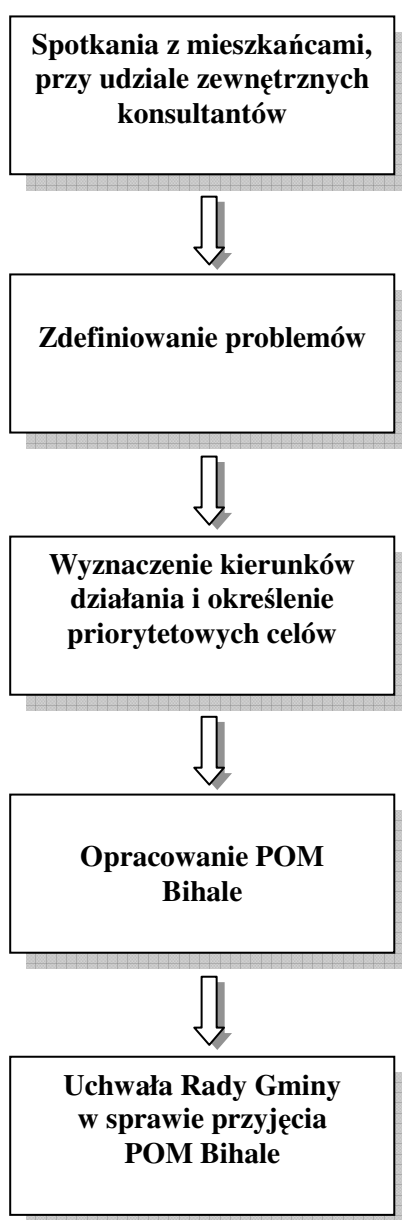 Spotkania z mieszkańcami,
przy udziale zewnętrznych
konsultantów
Zdefiniowanie problemów
Wyznaczenie kierunków
działania i określenie
priorytetowych celów
Opracowanie POM
Bihale
Uchwała Rady Gminy
w sprawie przyjęcia
POM Bihale